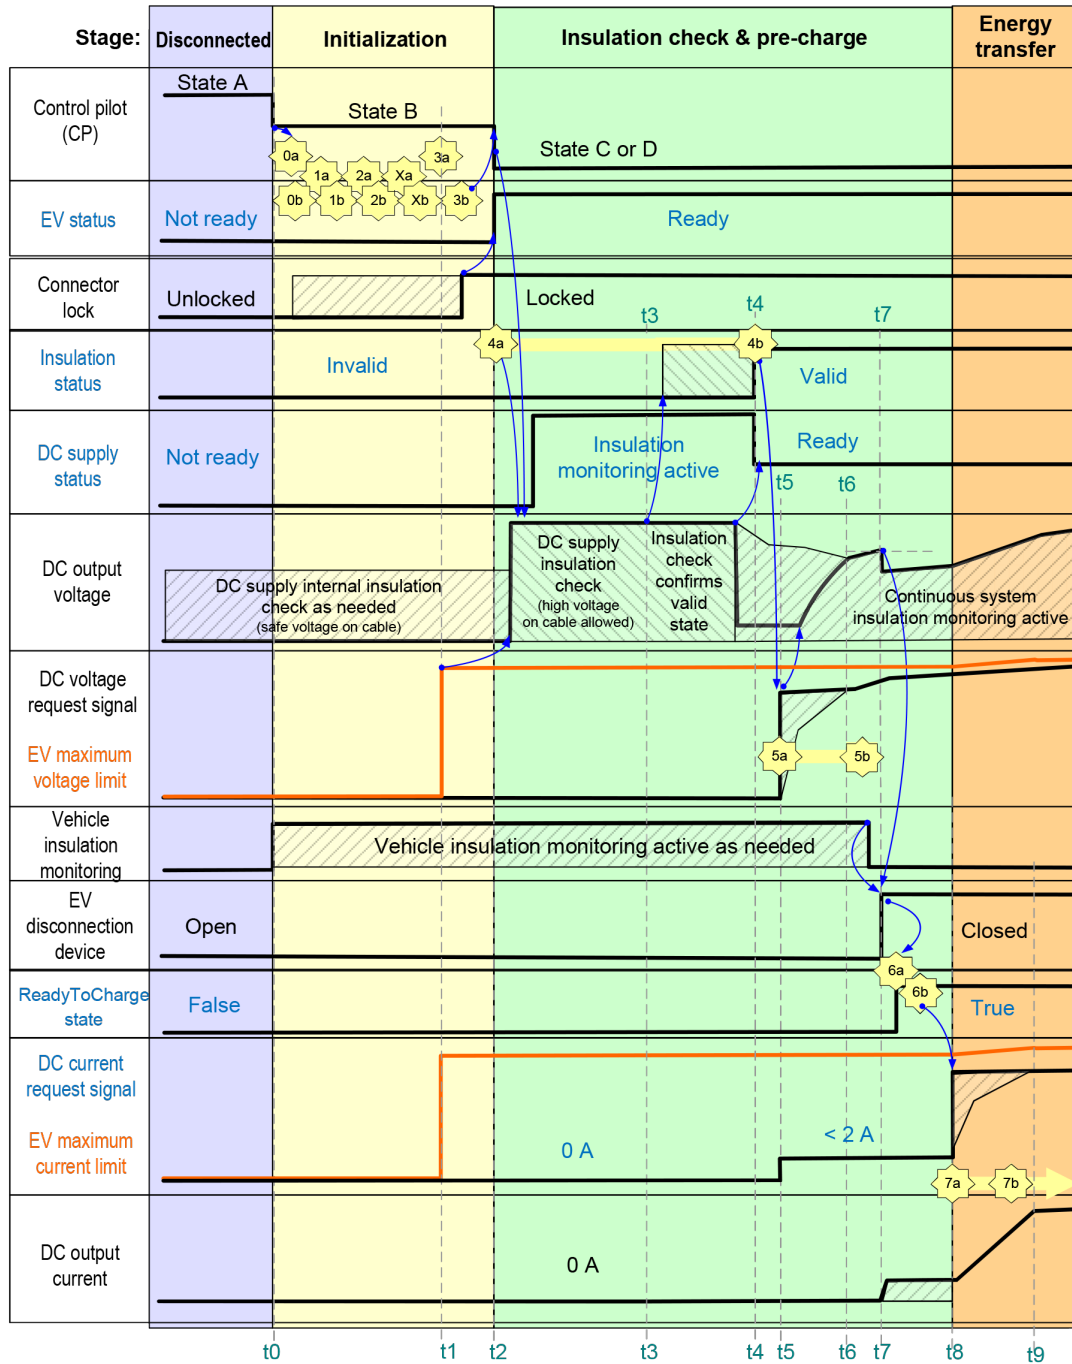 Stage:
Disconnected
Initialization
Insulation check & pre-charge
Energy
transfer
Control pilot
(CP)
State A
State B
State C or D
0a
1a
2a
Xa
3a
0b
1b
2b
Xb
3b
EV status
Not ready
Ready
Connector
lock
Unlocked
Locked
t3
t4
t7
Insulation
status
Invalid
4a
4b
Valid
DC supply
status
Not ready
Insulation
monitoring active
Ready
t5
t6
DC output
voltage
DC supply internal insulation
check as needed
(safe voltage on cable)
DC supply
insulation
check
(high voltage
on cable allowed)
Insulation
check
confirms
valid
state
Continuous system
insulation monitoring active
DC voltage
request signal
EV maximum
voltage limit
5a
5b
Vehicle
insulation
monitoring
Vehicle insulation monitoring active as needed
EV
disconnection
device
Open
Closed
6a
6b
ReadyToCharge
state
False
True
DC current
request signal
EV maximum
current limit
0 A
< 2 A
7a
7b
DC output
current
0 A
t0
t1
t2
t3
t4
t5
t6
t7
t8
t9